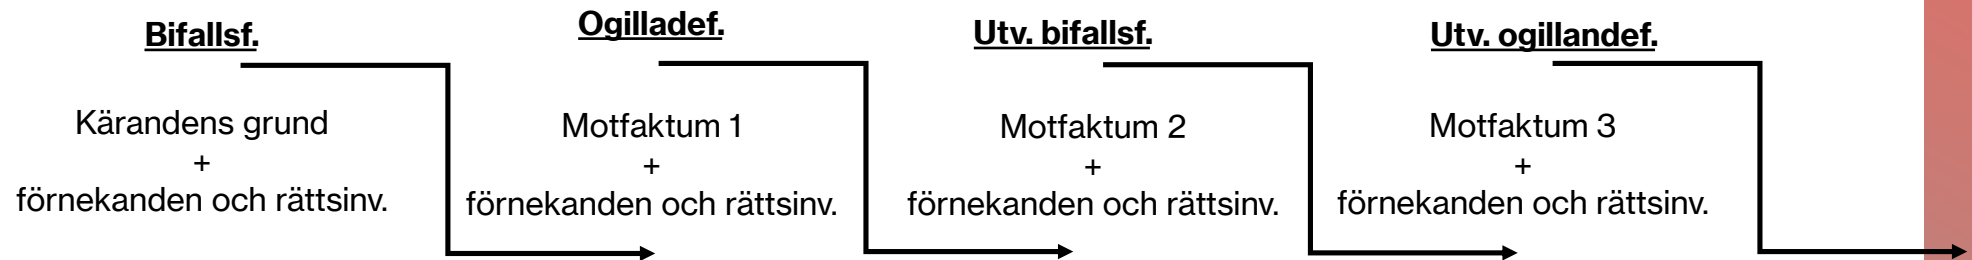 Bifallsf.
Kärandens grund
+
förnekanden och rättsinv.
Ogilladef.
Motfaktum 1
+
förnekanden och rättsinv.
Utv. bifallsf.
Motfaktum 2
+
förnekanden och rättsinv.
Utv. ogillandef.
Motfaktum 3
+
förnekanden och rättsinv.